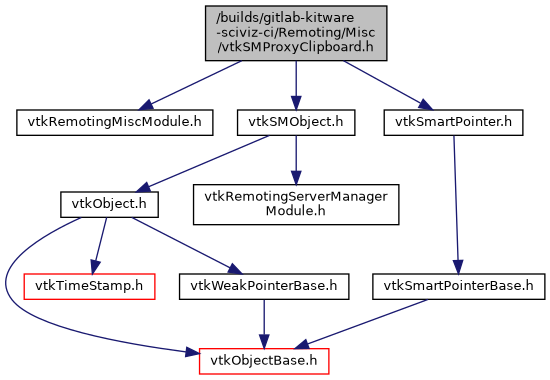 /builds/gitlab-kitware
-sciviz-ci/Remoting/Misc
/vtkSMProxyClipboard.h
vtkRemotingMiscModule.h
vtkSMObject.h
vtkSmartPointer.h
vtkObject.h
vtkRemotingServerManager
Module.h
vtkTimeStamp.h
vtkWeakPointerBase.h
vtkSmartPointerBase.h
vtkObjectBase.h